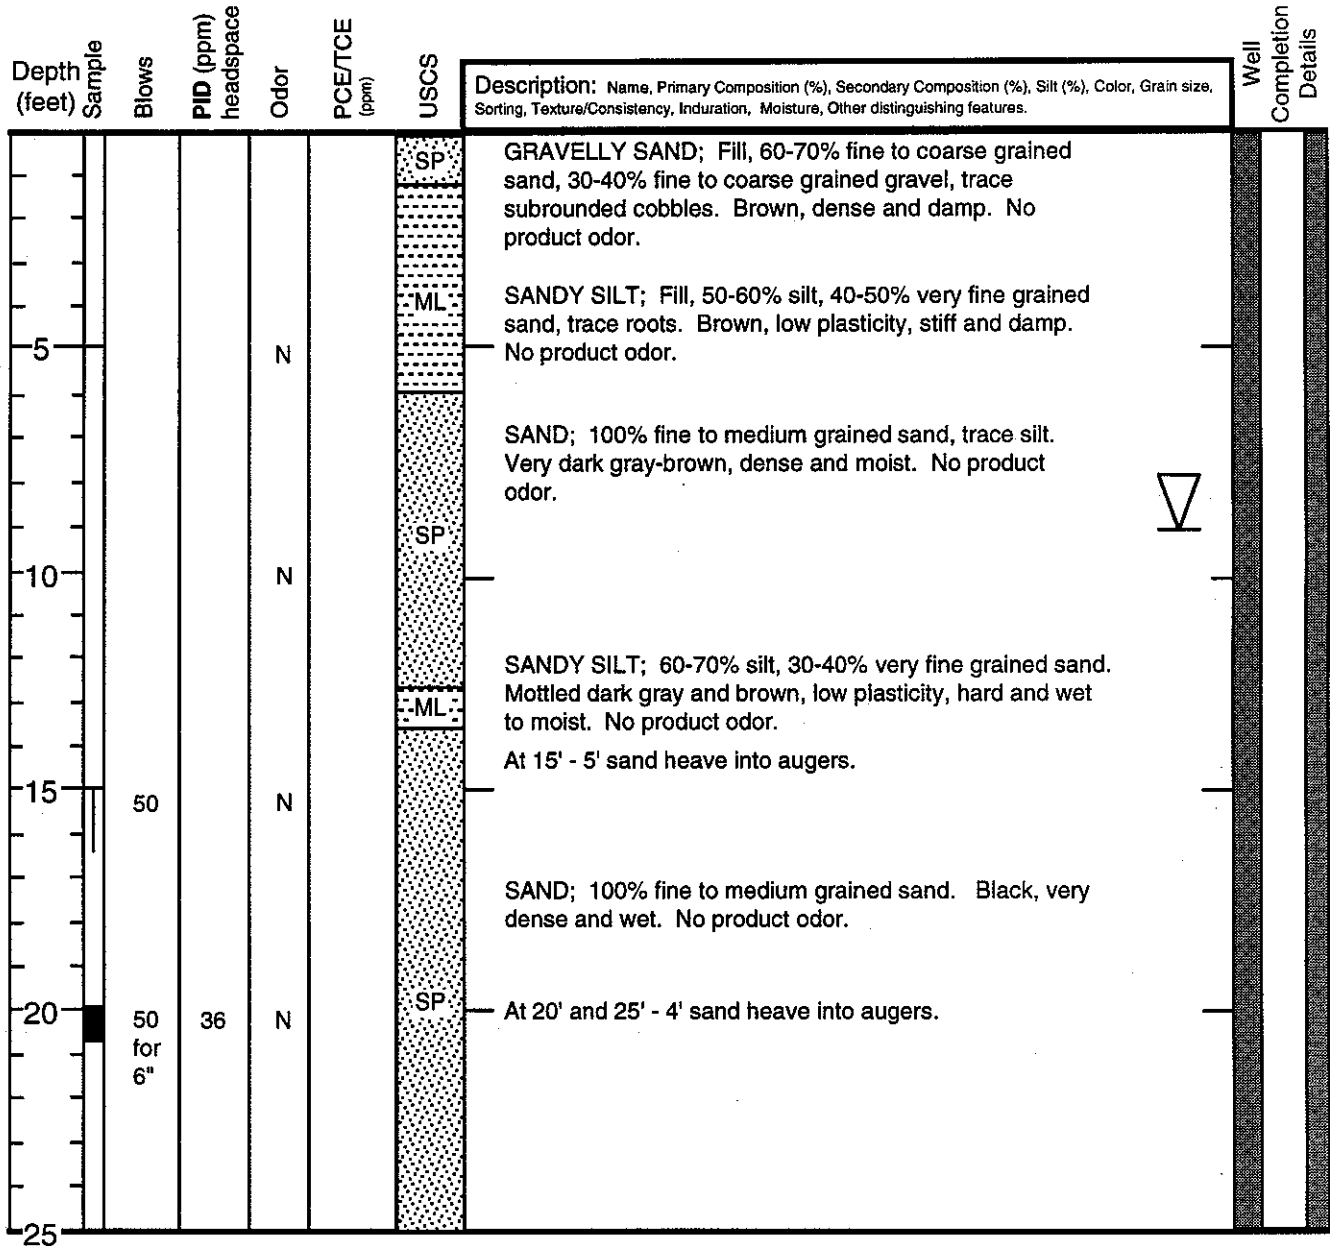 Depth
(feet)
Sample
Blows
PID (ppm)
headspace
Odor
PCE/TCE
(ppm)
USCS
Description: Name, Primary Composition (%), Secondary Composition (%), Silt (%), Color, Grain size,
Sorting, Texture/Consistency, Induration, Moisture, Other distinguishing features.
Well
Completion
Details
SP
GRAVELLY SAND; Fill, 60-70% fine to coarse grained
sand, 30-40% fine to coarse grained gravel, trace
subrounded cobbles. Brown, dense and damp. No
product odor.
ML
SANDY SILT; Fill, 50-60% silt, 40-50% very fine grained
sand, trace roots. Brown, low plasticity, stiff and damp.
No product odor.
5
N
SAND; 100% fine to medium grained sand, trace silt.
Very dark gray-brown, dense and moist. No product
odor.
SP
10
N
SANDY SILT; 60-70% silt, 30-40% very fine grained sand.
Mottled dark gray and brown, low plasticity, hard and wet
to moist. No product odor.
ML
At 15' - 5' sand heave into augers.
15
50
N
SAND; 100% fine to medium grained sand. Black, very
dense and wet. No product odor.
SP
At 20' and 25' - 4' sand heave into augers.
20
50
for
6"
36
N
25